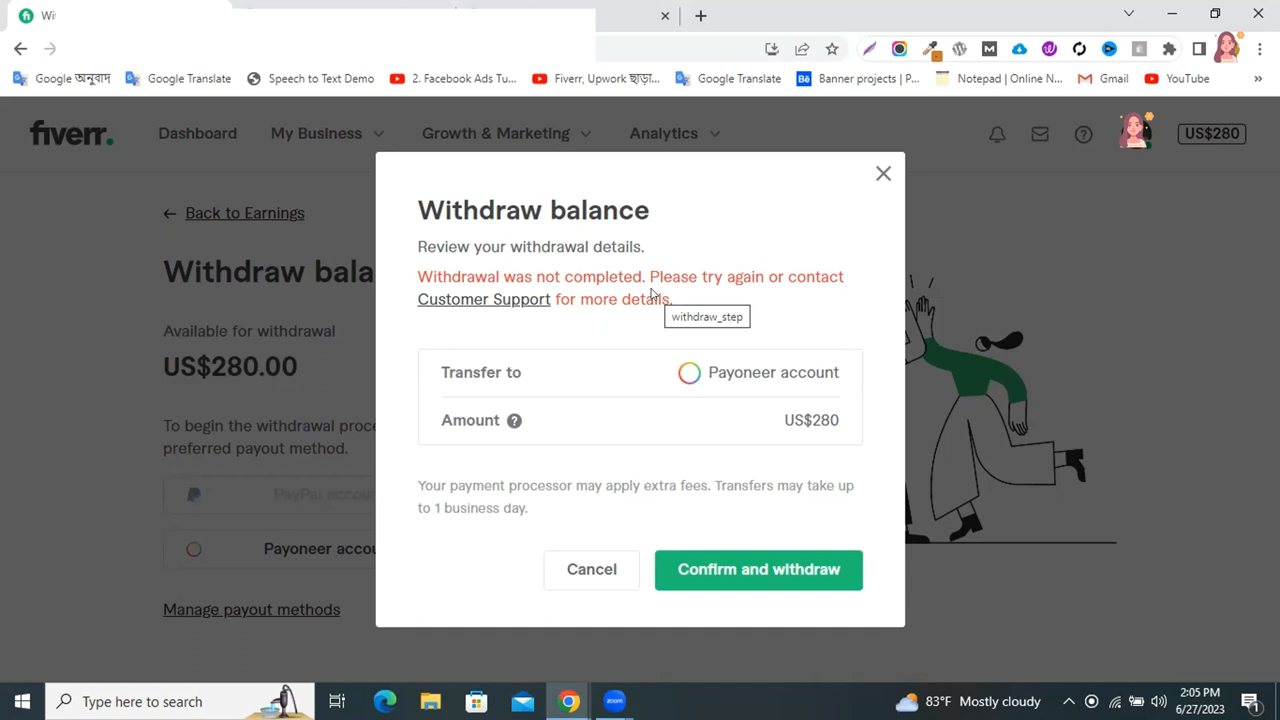 Wi
Google অনুবাদ
Google Translate
Speech to Text Demo
2. Facebook Ads Tu...
Fiverr, Upwork ছাড়া...
Google Translate
Bē
Banner projects | P...
Notepad | Online N...
Gmail
YouTube
»
fiverr.
Dashboard
My Business
Growth & Marketing
Analytics
US$280
← Back to Earnings
Withdraw bala
Available for withdrawal
US$280.00
To begin the withdrawal proce
preferred payout method.
PayPal accoun
Payoneer accou
Manage payout methods
Withdraw balance
Review your withdrawal details.
Withdrawal was not completed. Please try again or contact
Customer Support for more details.
withdraw_step
Transfer to Payoneer account
Amount ? US$280
Your payment processor may apply extra fees. Transfers may take up
to 1 business day.
Cancel
Confirm and withdraw
Type here to search
zoom
83°F Mostly cloudy
2:05 PM
6/27/2023
1